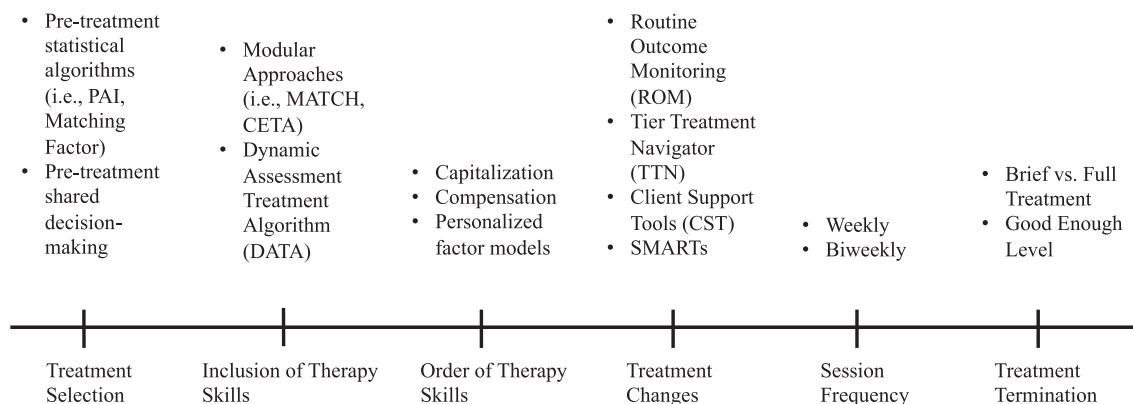 • Pre-treatment
statistical
algorithms
(i.e., PAI,
Matching
Factor)
• Pre-treatment
shared
decision-
making
• Modular
Approaches
(i.e., MATCH,
CETA)
• Dynamic
Assessment
Treatment
Algorithm
(DATA)
• Capitalization
• Compensation
• Personalized
factor models
• Routine
Outcome
Monitoring
(ROM)
• Tier Treatment
Navigator
(TTN)
• Client Support
Tools (CST)
• SMARTs
• Weekly
• Biweekly
• Brief vs. Full
Treatment
• Good Enough
Level
Treatment
Selection
Inclusion of Therapy
Skills
Order of Therapy
Skills
Treatment
Changes
Session
Frequency
Treatment
Termination